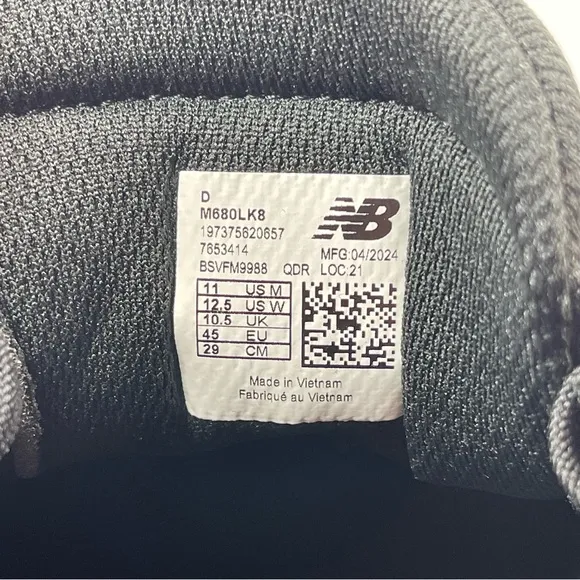 D
M680LK8
NB
197375620657
7653414 MFG:04/2024
BSVFM9988 QDR LOC:21
11 US M
12.5 US W
10.5 UK
45 EU
29 CM
Made in Vietnam
Fabriqué au Vietnam